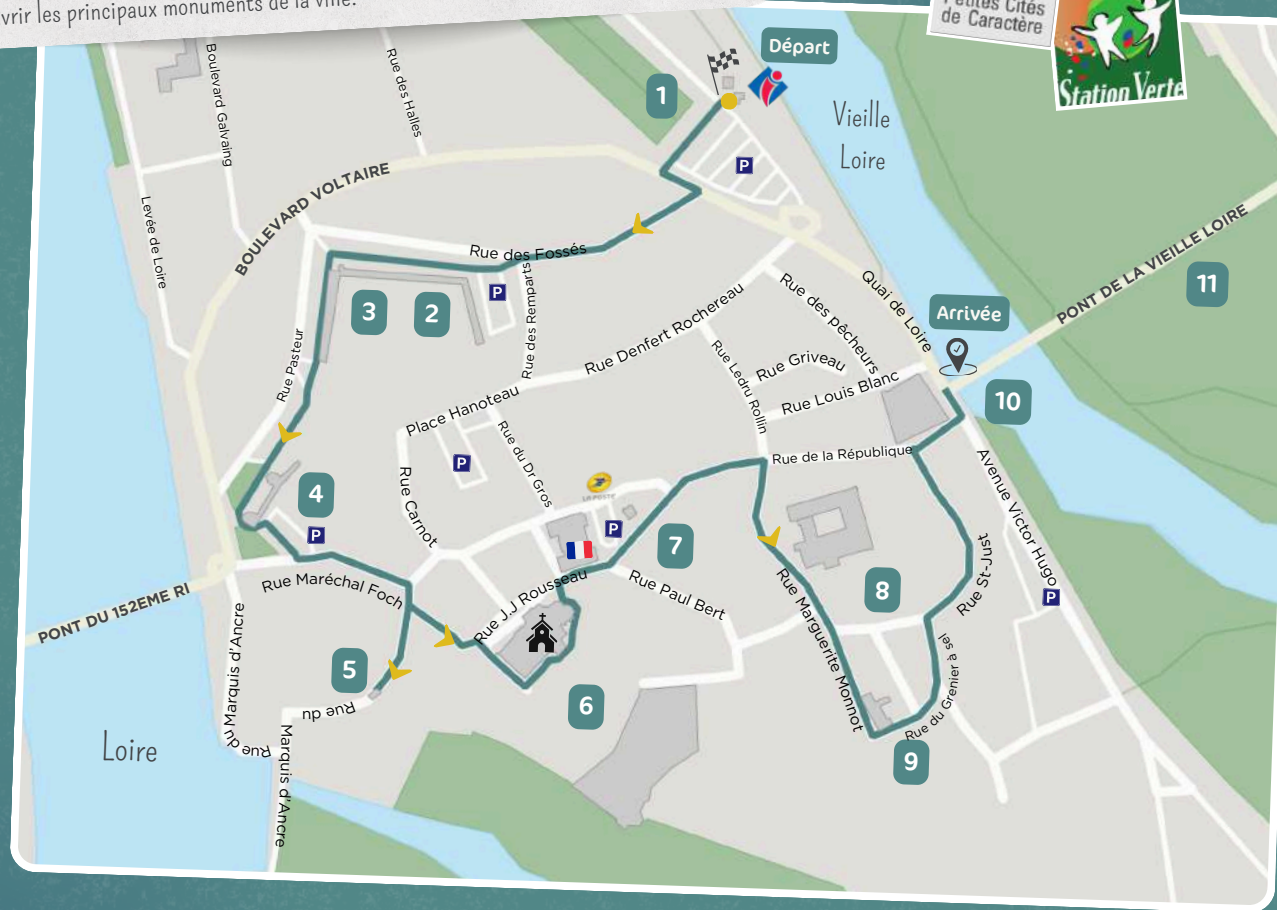 vrir les principaux monuments de la ville.
Petites Cités
de Caractère
Station Verte
Départ
1
Vieille
Loire
P
Boulevard Galvaing
Rue des Halles
BOULEVARD VOLTAIRE
Levée de Loire
Rue des Fossés
P
3
2
Rue des Remparts
Rue Pasteur
Rue Denfert Rochereau
Rue des pêcheurs
Quai de Loire
Arrivée
PONT DE LA VIEILLE LOIRE
11
10
Rue Ledru Rollin
Rue Griveau
Rue Louis Blanc
Place Hanoteau
P
Rue du Dr Gros
Rue Carnot
LA POSTE
P
Rue de la République
4
P
7
8
Avenue Victor Hugo
P
Rue St-Just
PONT DU 152EME RI
Rue Maréchal Foch
Rue J.J Rousseau
Rue Paul Bert
Rue Marguerite Monnot
Rue du Grenier à sel
5
6
9
Rue du
Marquis d'Ancre
Rue du
Rue
Marquis d'Ancre
Loire